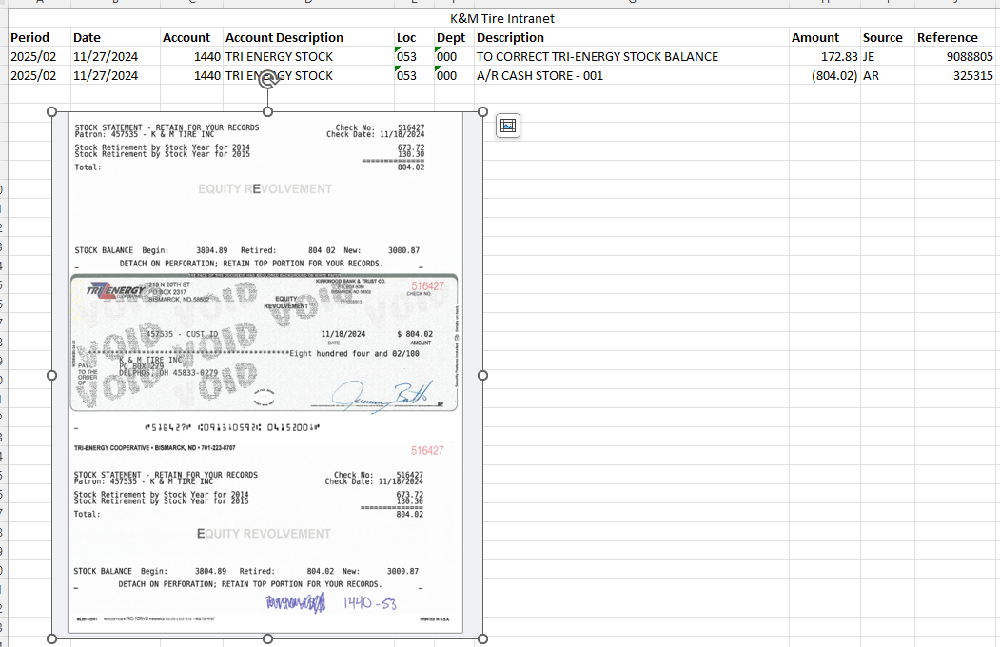 K&M Tire Intranet
Period Date Account Account Description Loc Dept Description Amount Source Reference
2025/02 11/27/2024 1440 TRI ENERGY STOCK 053 000 TO CORRECT TRI-ENERGY STOCK BALANCE 172.83 JE 9088805
2025/02 11/27/2024 1440 TRI ENERGY STOCK 053 000 A/R CASH STORE - 001 (804.02) AR 325315
STOCK STATEMENT - RETAIN FOR YOUR RECORDS Check No: 516427
Patron: 457535 - K & M TIRE INC Check Date: 11/18/2024
Stock Retirement by Stock Year for 2014 673.72
Stock Retirement by Stock Year for 2015 130.30
==============
Total: 804.02
EQUITY REVOLVEMENT
STOCK BALANCE Begin: 3804.89 Retired: 804.02 New: 3000.87
DETACH ON PERFORATION; RETAIN TOP PORTION FOR YOUR RECORDS.
TRI ENERGY 219 N 20TH ST KIRKWOOD BANK & TRUST CO. 516427
COOPERATIVE PO BOX 2317 CHECK NO.
BISMARCK, ND 58502 EQUITY
REVOLVEMENT
VOID VOID VOID VOID
457535 - CUST ID 11/18/2024 $ 804.02
DATE AMOUNT
VOID VOID VOID
Eight hundred four and 02/100
PAY K & M TIRE INC
TO THE PO BOX 279
ORDER DELPHOS, OH 45833-0279
OF
VOID VOID
⑈516427⑈ ⑆091310592⑆ 04152001⑈
TRI-ENERGY COOPERATIVE • BISMARCK, ND • 701-223-8707 516427
STOCK STATEMENT - RETAIN FOR YOUR RECORDS Check No: 516427
Patron: 457535 - K & M TIRE INC Check Date: 11/18/2024
Stock Retirement by Stock Year for 2014 673.72
Stock Retirement by Stock Year for 2015 130.30
==============
Total: 804.02
EQUITY REVOLVEMENT
STOCK BALANCE Begin: 3804.89 Retired: 804.02 New: 3000.87
DETACH ON PERFORATION; RETAIN TOP PORTION FOR YOUR RECORDS.
1440-53
PRINTED IN U.S.A.